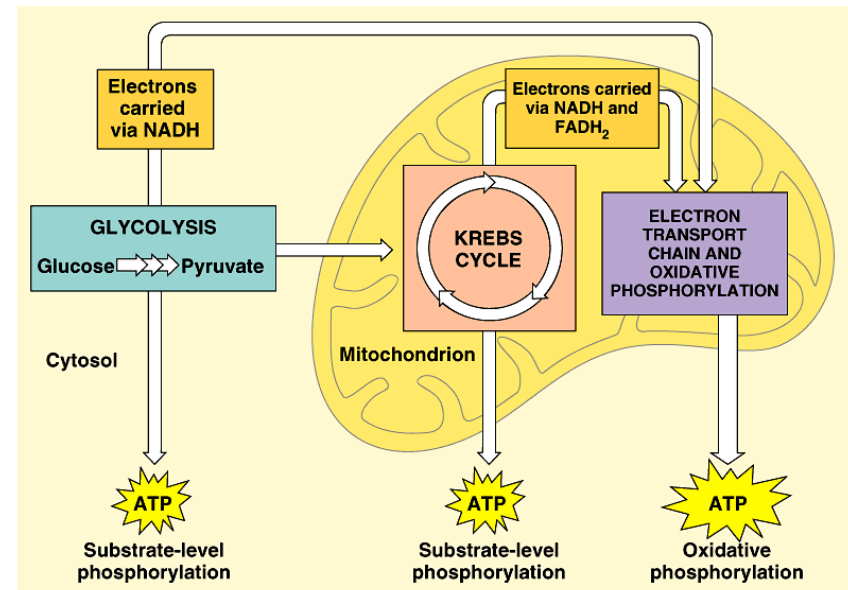 Electrons
carried
via NADH
Electrons carried
via NADH and
FADH₂
GLYCOLYSIS
Glucose Pyruvate
KREBS
CYCLE
ELECTRON
TRANSPORT
CHAIN AND
OXIDATIVE
PHOSPHORYLATION
Cytosol
Mitochondrion
ATP
Substrate-level
phosphorylation
ATP
Substrate-level
phosphorylation
ATP
Oxidative
phosphorylation